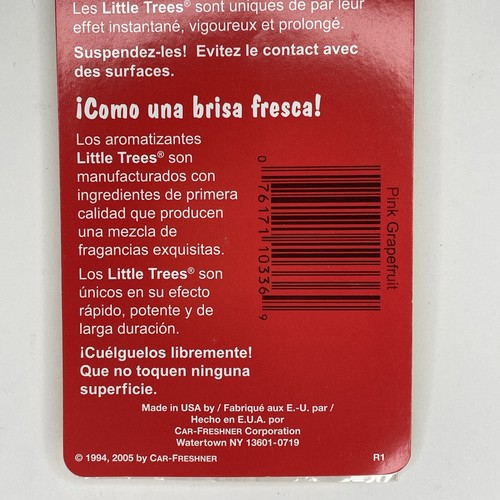 Les Little Trees® sont uniques de par leur
effet instantané, vigoureux et prolongé.
Suspendez-les! Evitez le contact avec
des surfaces.
¡Como una brisa fresca!
Los aromatizantes
Little Trees® son
manufacturados con
ingredientes de primera
calidad que producen
una mezcla de
fragancias exquisitas.
Los Little Trees® son
únicos en su efecto
rápido, potente y de
larga duración.
¡Cuélguelos libremente!
Que no toquen ninguna
superficie.
0 76171 10336 9
Pink Grapefruit
Made in USA by / Fabriqué aux E.-U. par /
Hecho en E.U.A. por
CAR-FRESHNER Corporation
Watertown NY 13601-0719
© 1994, 2005 by CAR-FRESHNER
R1